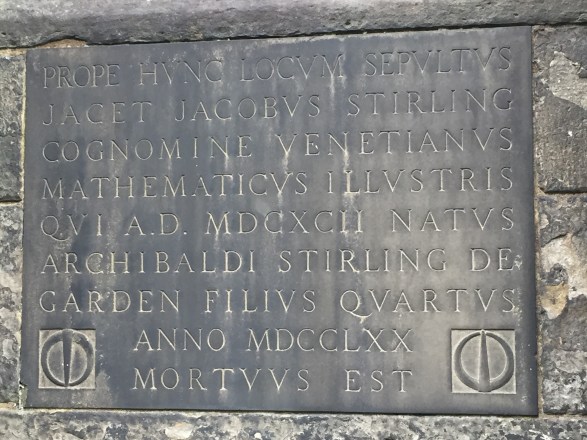 PROPE HVNC LOCVM SEPVLTVS
JACET JACOBVS STIRLING
COGNOMINE VENETIANVS
MATHEMATICVS ILLVSTRIS
QVI A.D. MDCXCII NATVS
ARCHIBALDI STIRLING DE
GARDEN FILIVS QVARTVS
ANNO MDCCLXX
MORTVVS EST